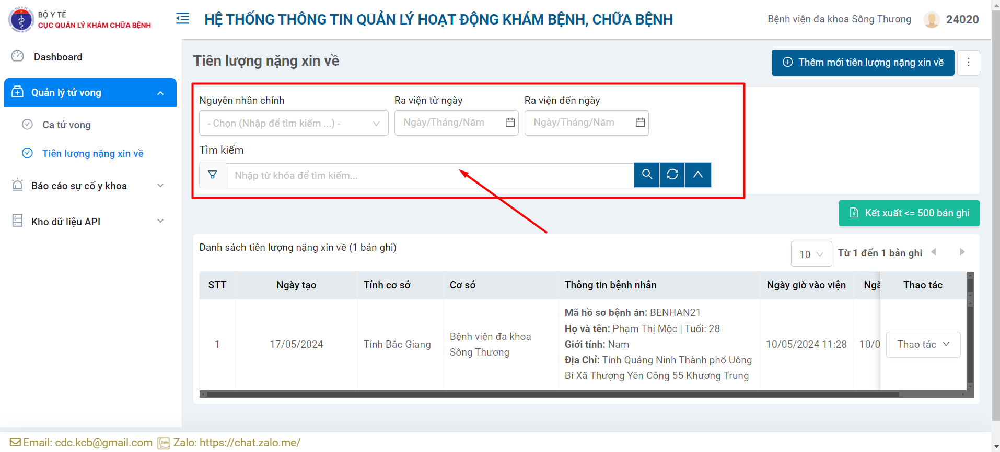 BỘ Y TẾ
CỤC QUẢN LÝ KHÁM CHỮA BỆNH
HỆ THỐNG THÔNG TIN QUẢN LÝ HOẠT ĐỘNG KHÁM BỆNH, CHỮA BỆNH
Bệnh viện đa khoa Sông Thương
24020
Dashboard
Quản lý tử vong
Ca tử vong
Tiên lượng nặng xin về
Báo cáo sự cố y khoa
Kho dữ liệu API
Tiên lượng nặng xin về
Thêm mới tiên lượng nặng xin về
Nguyên nhân chính
Ra viện từ ngày
Ra viện đến ngày
- Chọn (Nhập để tìm kiếm ...) -
Ngày/Tháng/Năm
Ngày/Tháng/Năm
Tìm kiếm
Nhập từ khóa để tìm kiếm...
Kết xuất <= 500 bản ghi
Danh sách tiên lượng nặng xin về (1 bản ghi)
10
Từ 1 đến 1 bản ghi
STT
Ngày tạo
Tỉnh cơ sở
Cơ sở
Thông tin bệnh nhân
Ngày giờ vào viện
Ngà
Thao tác
1
17/05/2024
Tỉnh Bắc Giang
Bệnh viện đa khoa
Sông Thương
Mã hồ sơ bệnh án: BENHAN21
Họ và tên: Phạm Thị Mộc | Tuổi: 28
Giới tính: Nam
Địa Chỉ: Tỉnh Quảng Ninh Thành phố Uông
Bí Xã Thượng Yên Công 55 Khương Trung
10/05/2024 11:28
10/0
Thao tác
Email: cdc.kcb@gmail.com
Zalo: https://chat.zalo.me/